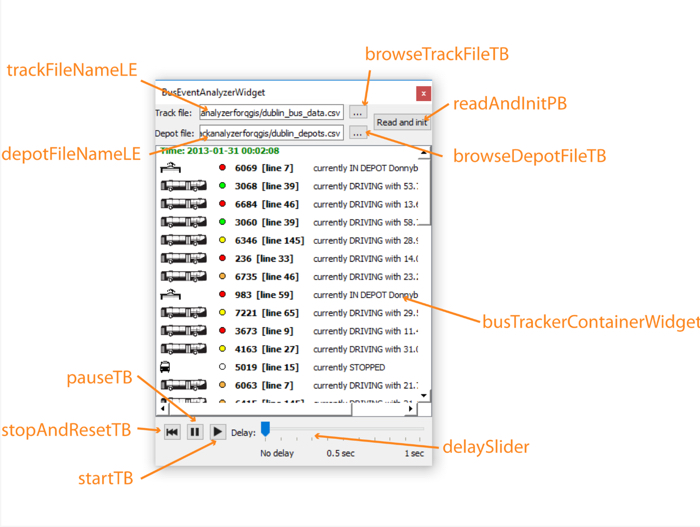 browseTrackFileTB
trackFileNameLE
BusEventAnalyzerWidget
x
readAndInitPB
Track file: analyzerforqgis/dublin_bus_data.csv ...
Read and init
Depot file: ackanalyzerforqgis/dublin_depots.csv ...
depotFileNameLE
browseDepotFileTB
Time: 2013-01-31 00:02:08
6069 [line 7] currently IN DEPOT Donnyb
3068 [line 39] currently DRIVING with 53.
6684 [line 46] currently DRIVING with 13.6
3060 [line 39] currently DRIVING with 58.
6346 [line 145] currently DRIVING with 28.9
236 [line 33] currently DRIVING with 14.0
6735 [line 46] currently DRIVING with 23.
983 [line 59] currently IN DEPOT Donnyb
7221 [line 65] currently DRIVING with 29.
busTrackerContainerWidget
3673 [line 9] currently DRIVING with 11.4
4163 [line 27] currently DRIVING with 31.0
5019 [line 15] currently STOPPED
pauseTB
6063 [line 7] currently DRIVING with 21.
stopAndResetTB
Delay:
delaySlider
No delay 0.5 sec 1 sec
startTB